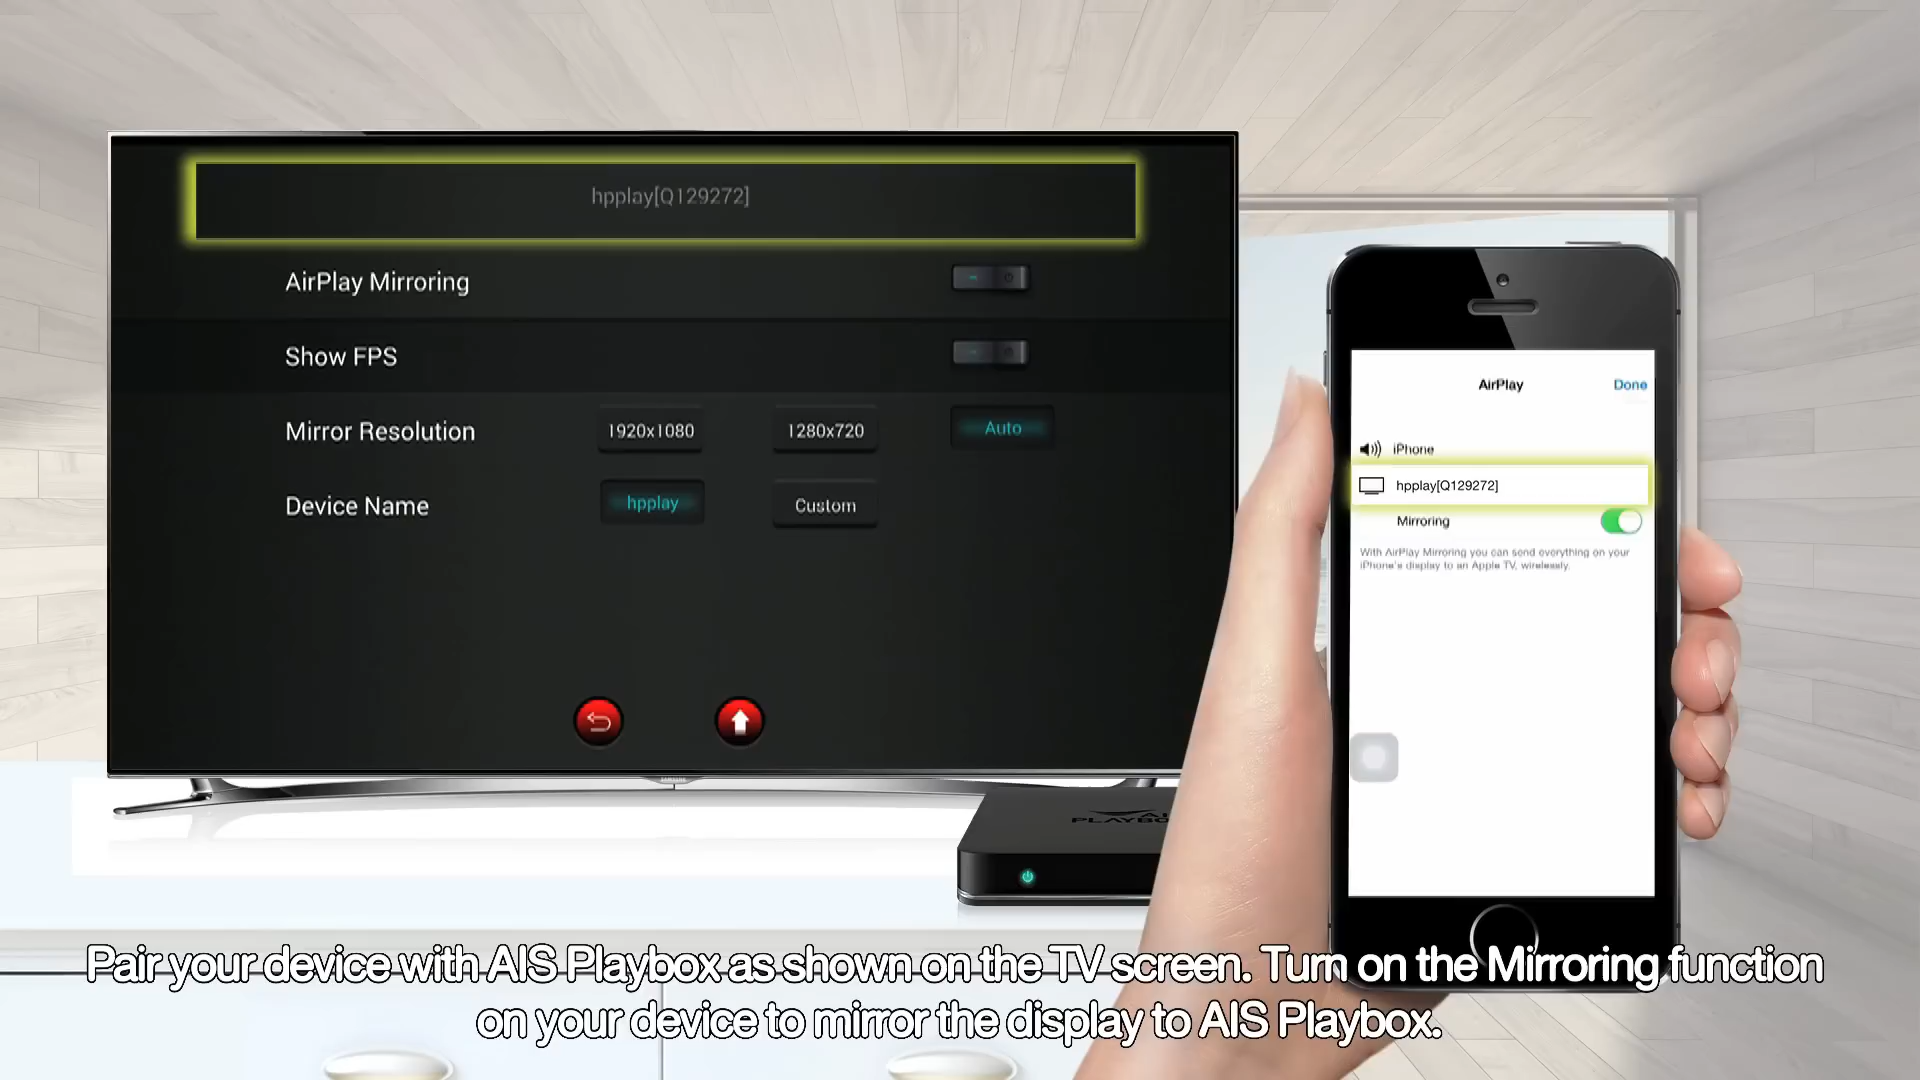 hpplay[Q129272]
AirPlay Mirroring
Show FPS
Mirror Resolution 1920x1080 1280x720 Auto
Device Name hpplay Custom
SAMSUNG
AirPlay Done
iPhone
hpplay[Q129272]
Mirroring
With AirPlay Mirroring you can send everything on your
iPhone's display to an Apple TV, wirelessly.
Pair your device with AIS Playbox as shown on the TV screen. Turn on the Mirroring function
on your device to mirror the display to AIS Playbox.